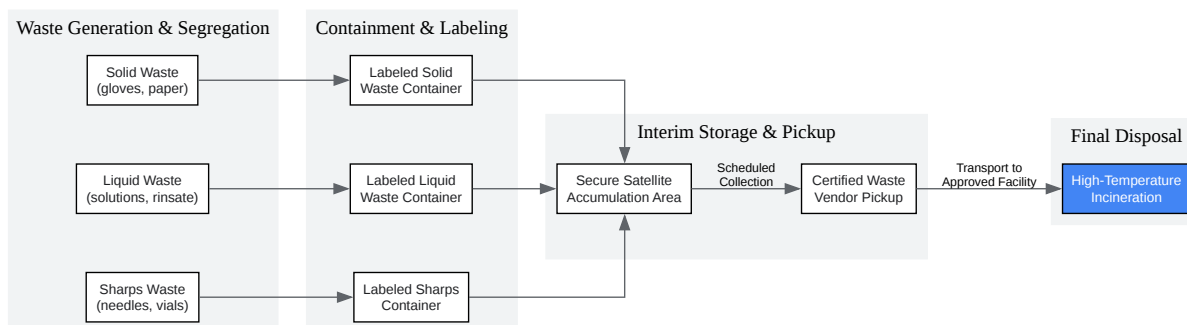 Waste Generation & Segregation
Solid Waste
(gloves, paper)
Liquid Waste
(solutions, rinsate)
Sharps Waste
(needles, vials)
Containment & Labeling
Labeled Solid
Waste Container
Labeled Liquid
Waste Container
Labeled Sharps
Container
Interim Storage & Pickup
Secure Satellite
Accumulation Area
Scheduled
Collection
Certified Waste
Vendor Pickup
Transport to
Approved Facility
Final Disposal
High-Temperature
Incineration